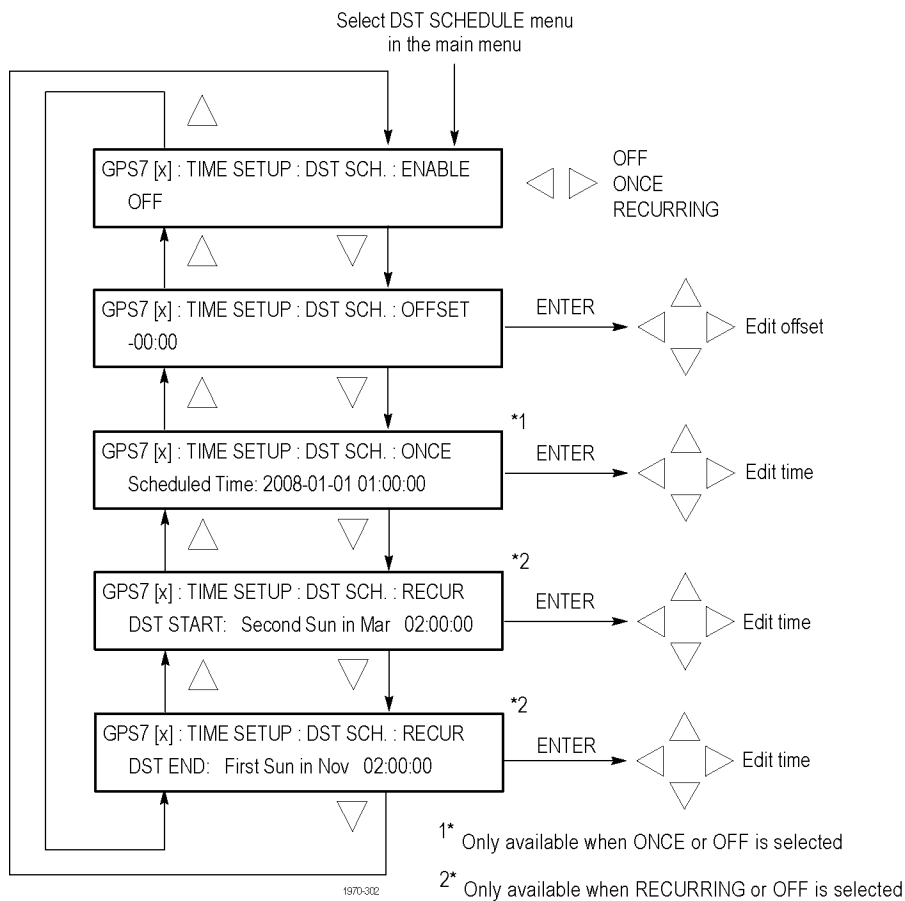 Select DST SCHEDULE menu
in the main menu
GPS7 [x] : TIME SETUP : DST SCH. : ENABLE
OFF
OFF
ONCE
RECURRING
GPS7 [x] : TIME SETUP : DST SCH. : OFFSET
-00:00
ENTER
Edit offset
*1
GPS7 [x] : TIME SETUP : DST SCH. : ONCE
Scheduled Time: 2008-01-01 01:00:00
ENTER
Edit time
*2
GPS7 [x] : TIME SETUP : DST SCH. : RECUR
DST START: Second Sun in Mar 02:00:00
ENTER
Edit time
*2
GPS7 [x] : TIME SETUP : DST SCH. : RECUR
DST END: First Sun in Nov 02:00:00
ENTER
Edit time
1* Only available when ONCE or OFF is selected
2* Only available when RECURRING or OFF is selected
1970-302